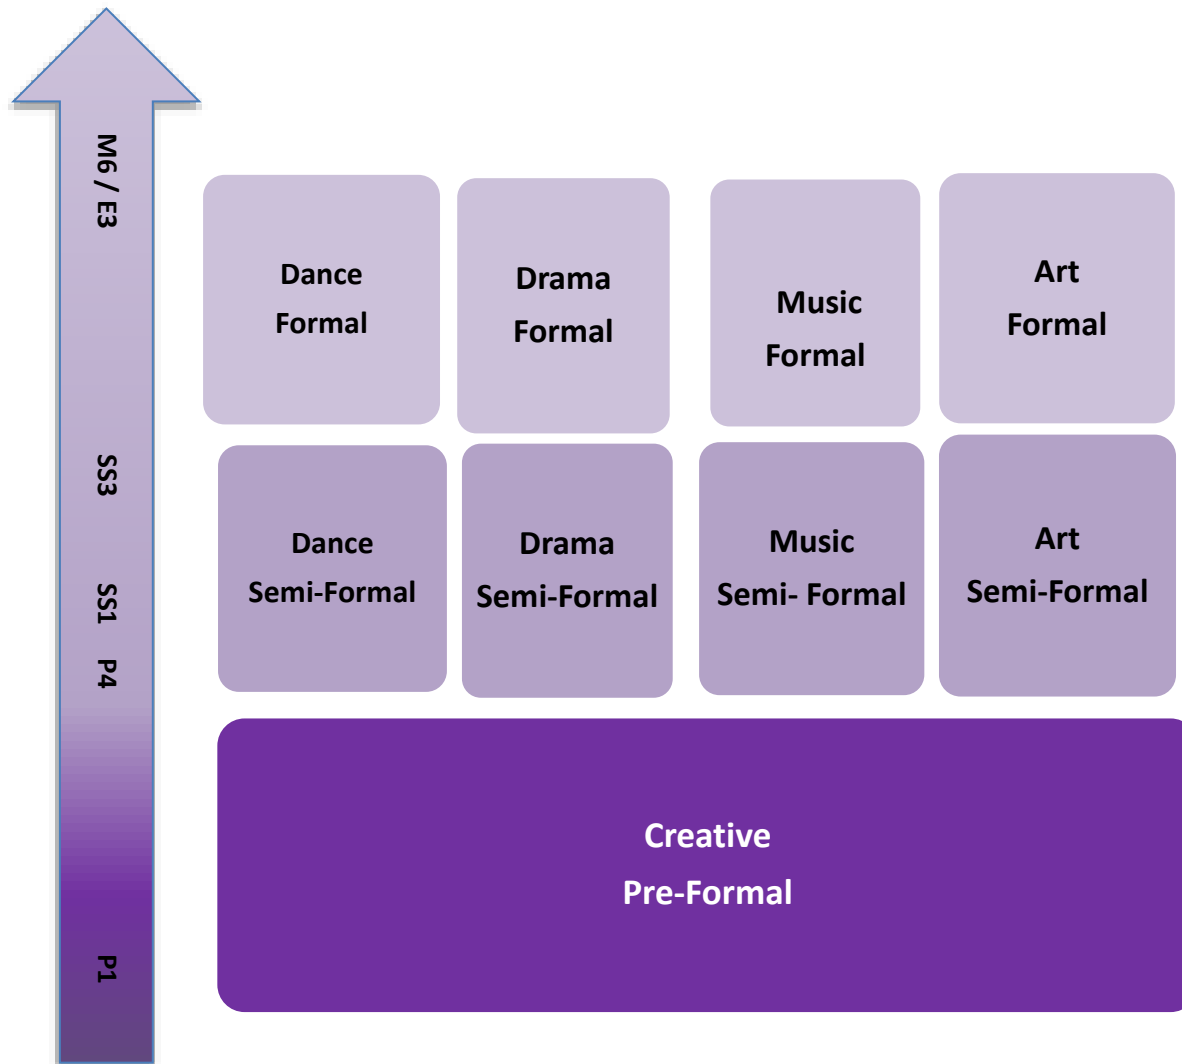 M6 / E3
SS3
SS1
P4
P1
Dance
Formal
Drama
Formal
Music
Formal
Art
Formal
Dance
Semi-Formal
Drama
Semi-Formal
Music
Semi- Formal
Art
Semi-Formal
Creative
Pre-Formal